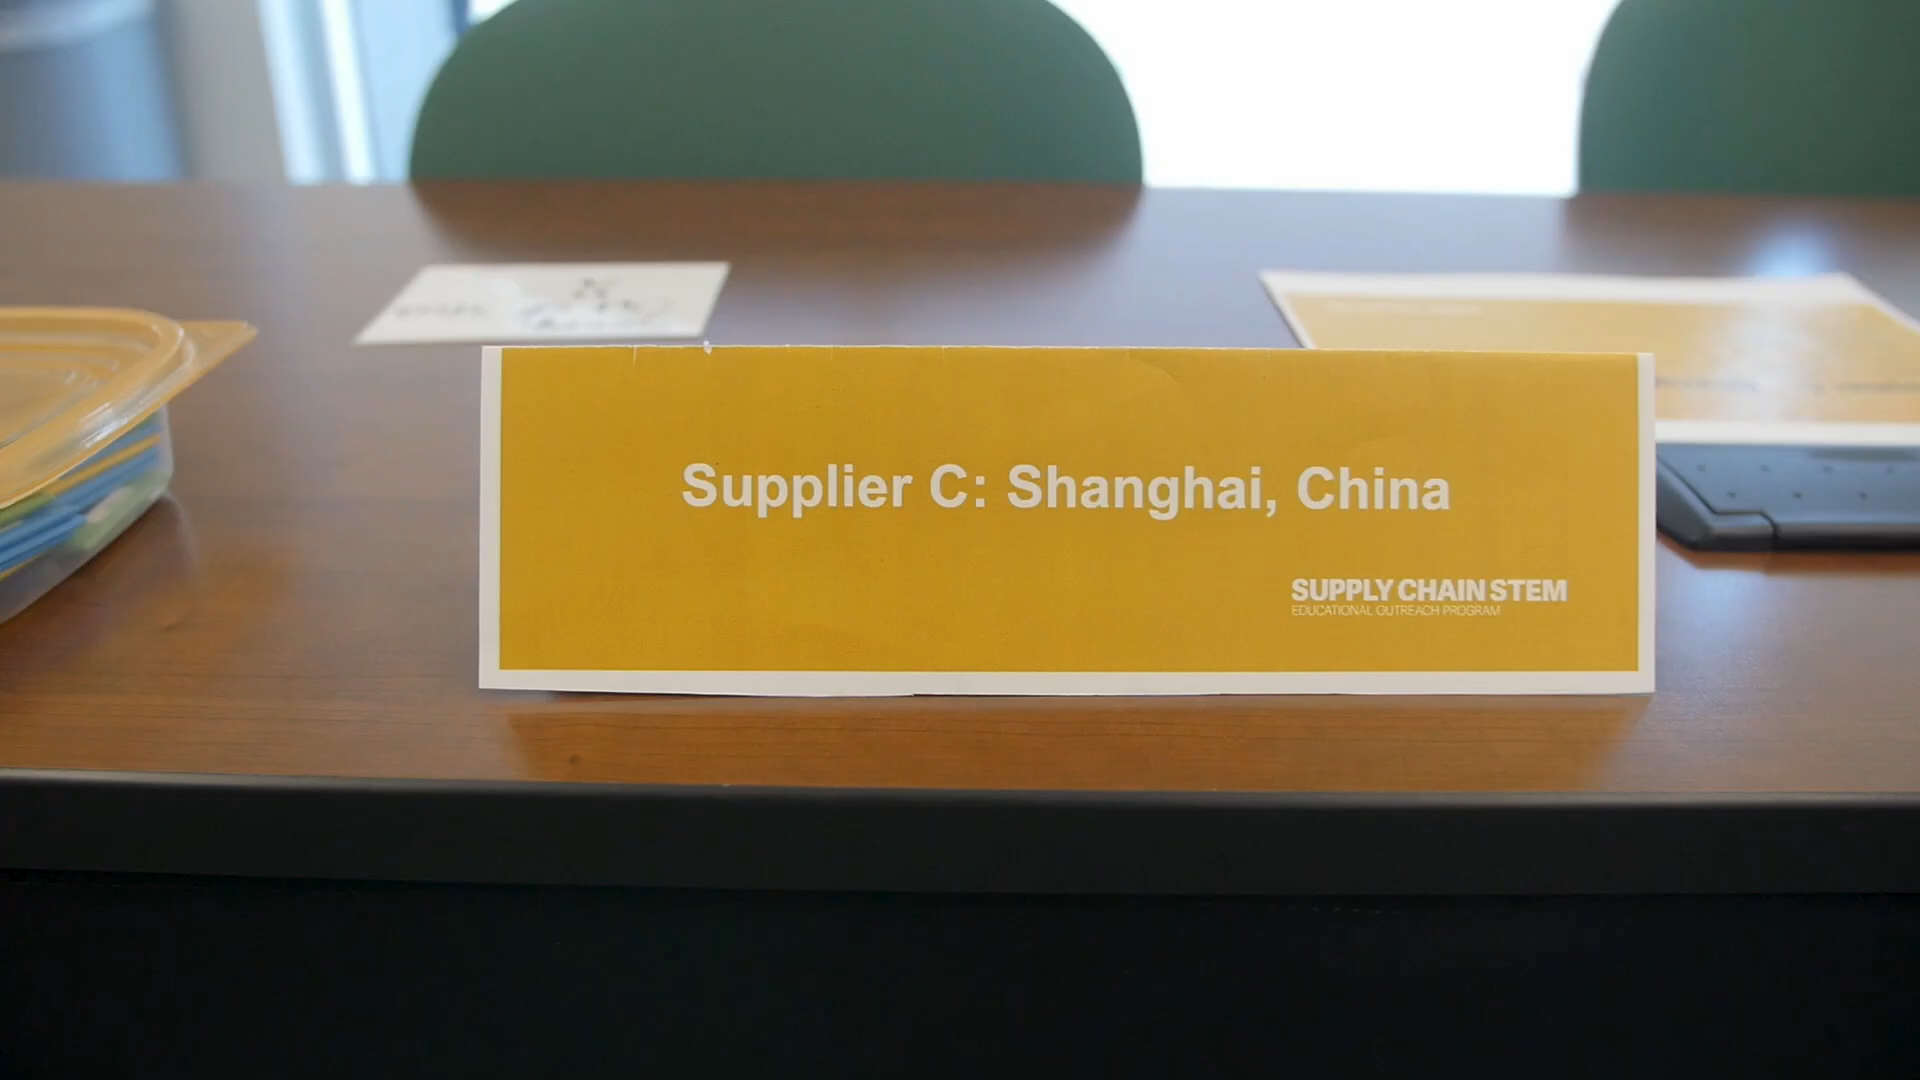 Supplier C: Shanghai, China
SUPPLY CHAIN STEM
EDUCATIONAL OUTREACH PROGRAM